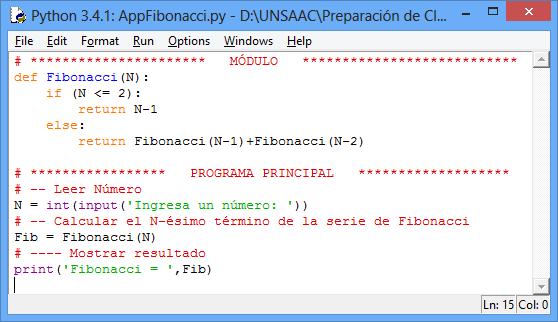 Python 3.4.1: AppFibonacci.py - D:\UNSAAC\Preparación de Cl...
File Edit Format Run Options Windows Help
# ********************** MÓDULO ***************************
def Fibonacci(N):
    if (N <= 2):
        return N-1
    else:
        return Fibonacci(N-1)+Fibonacci(N-2)
# ***************** PROGRAMA PRINCIPAL *******************
# -- Leer Número
N = int(input('Ingresa un número: '))
# -- Calcular el N-ésimo término de la serie de Fibonacci
Fib = Fibonacci(N)
# ---- Mostrar resultado
print('Fibonacci = ',Fib)
Ln: 15 Col: 0